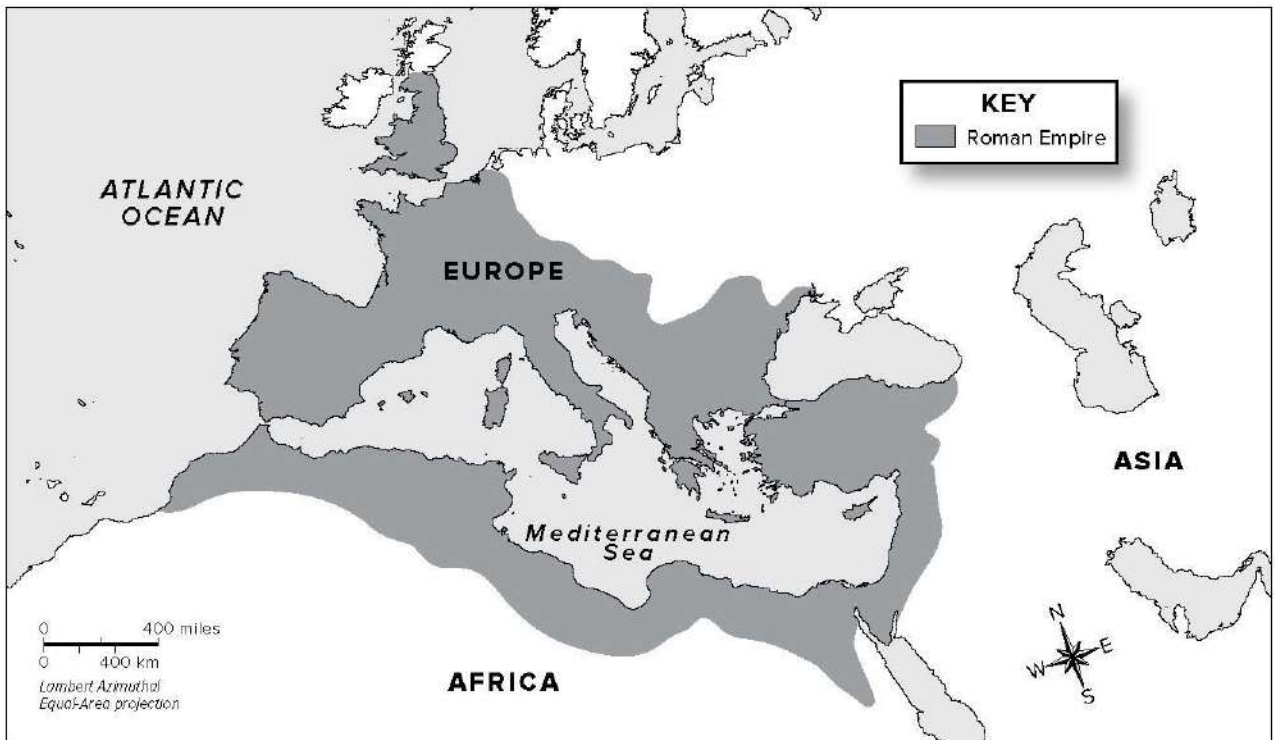 KEY
Roman Empire
ATLANTIC
OCEAN
EUROPE
ASIA
Mediterranean
Sea
AFRICA
0 400 miles
0 400 km
Lambert Azimuthal
Equal-Area projection
N
W E
S